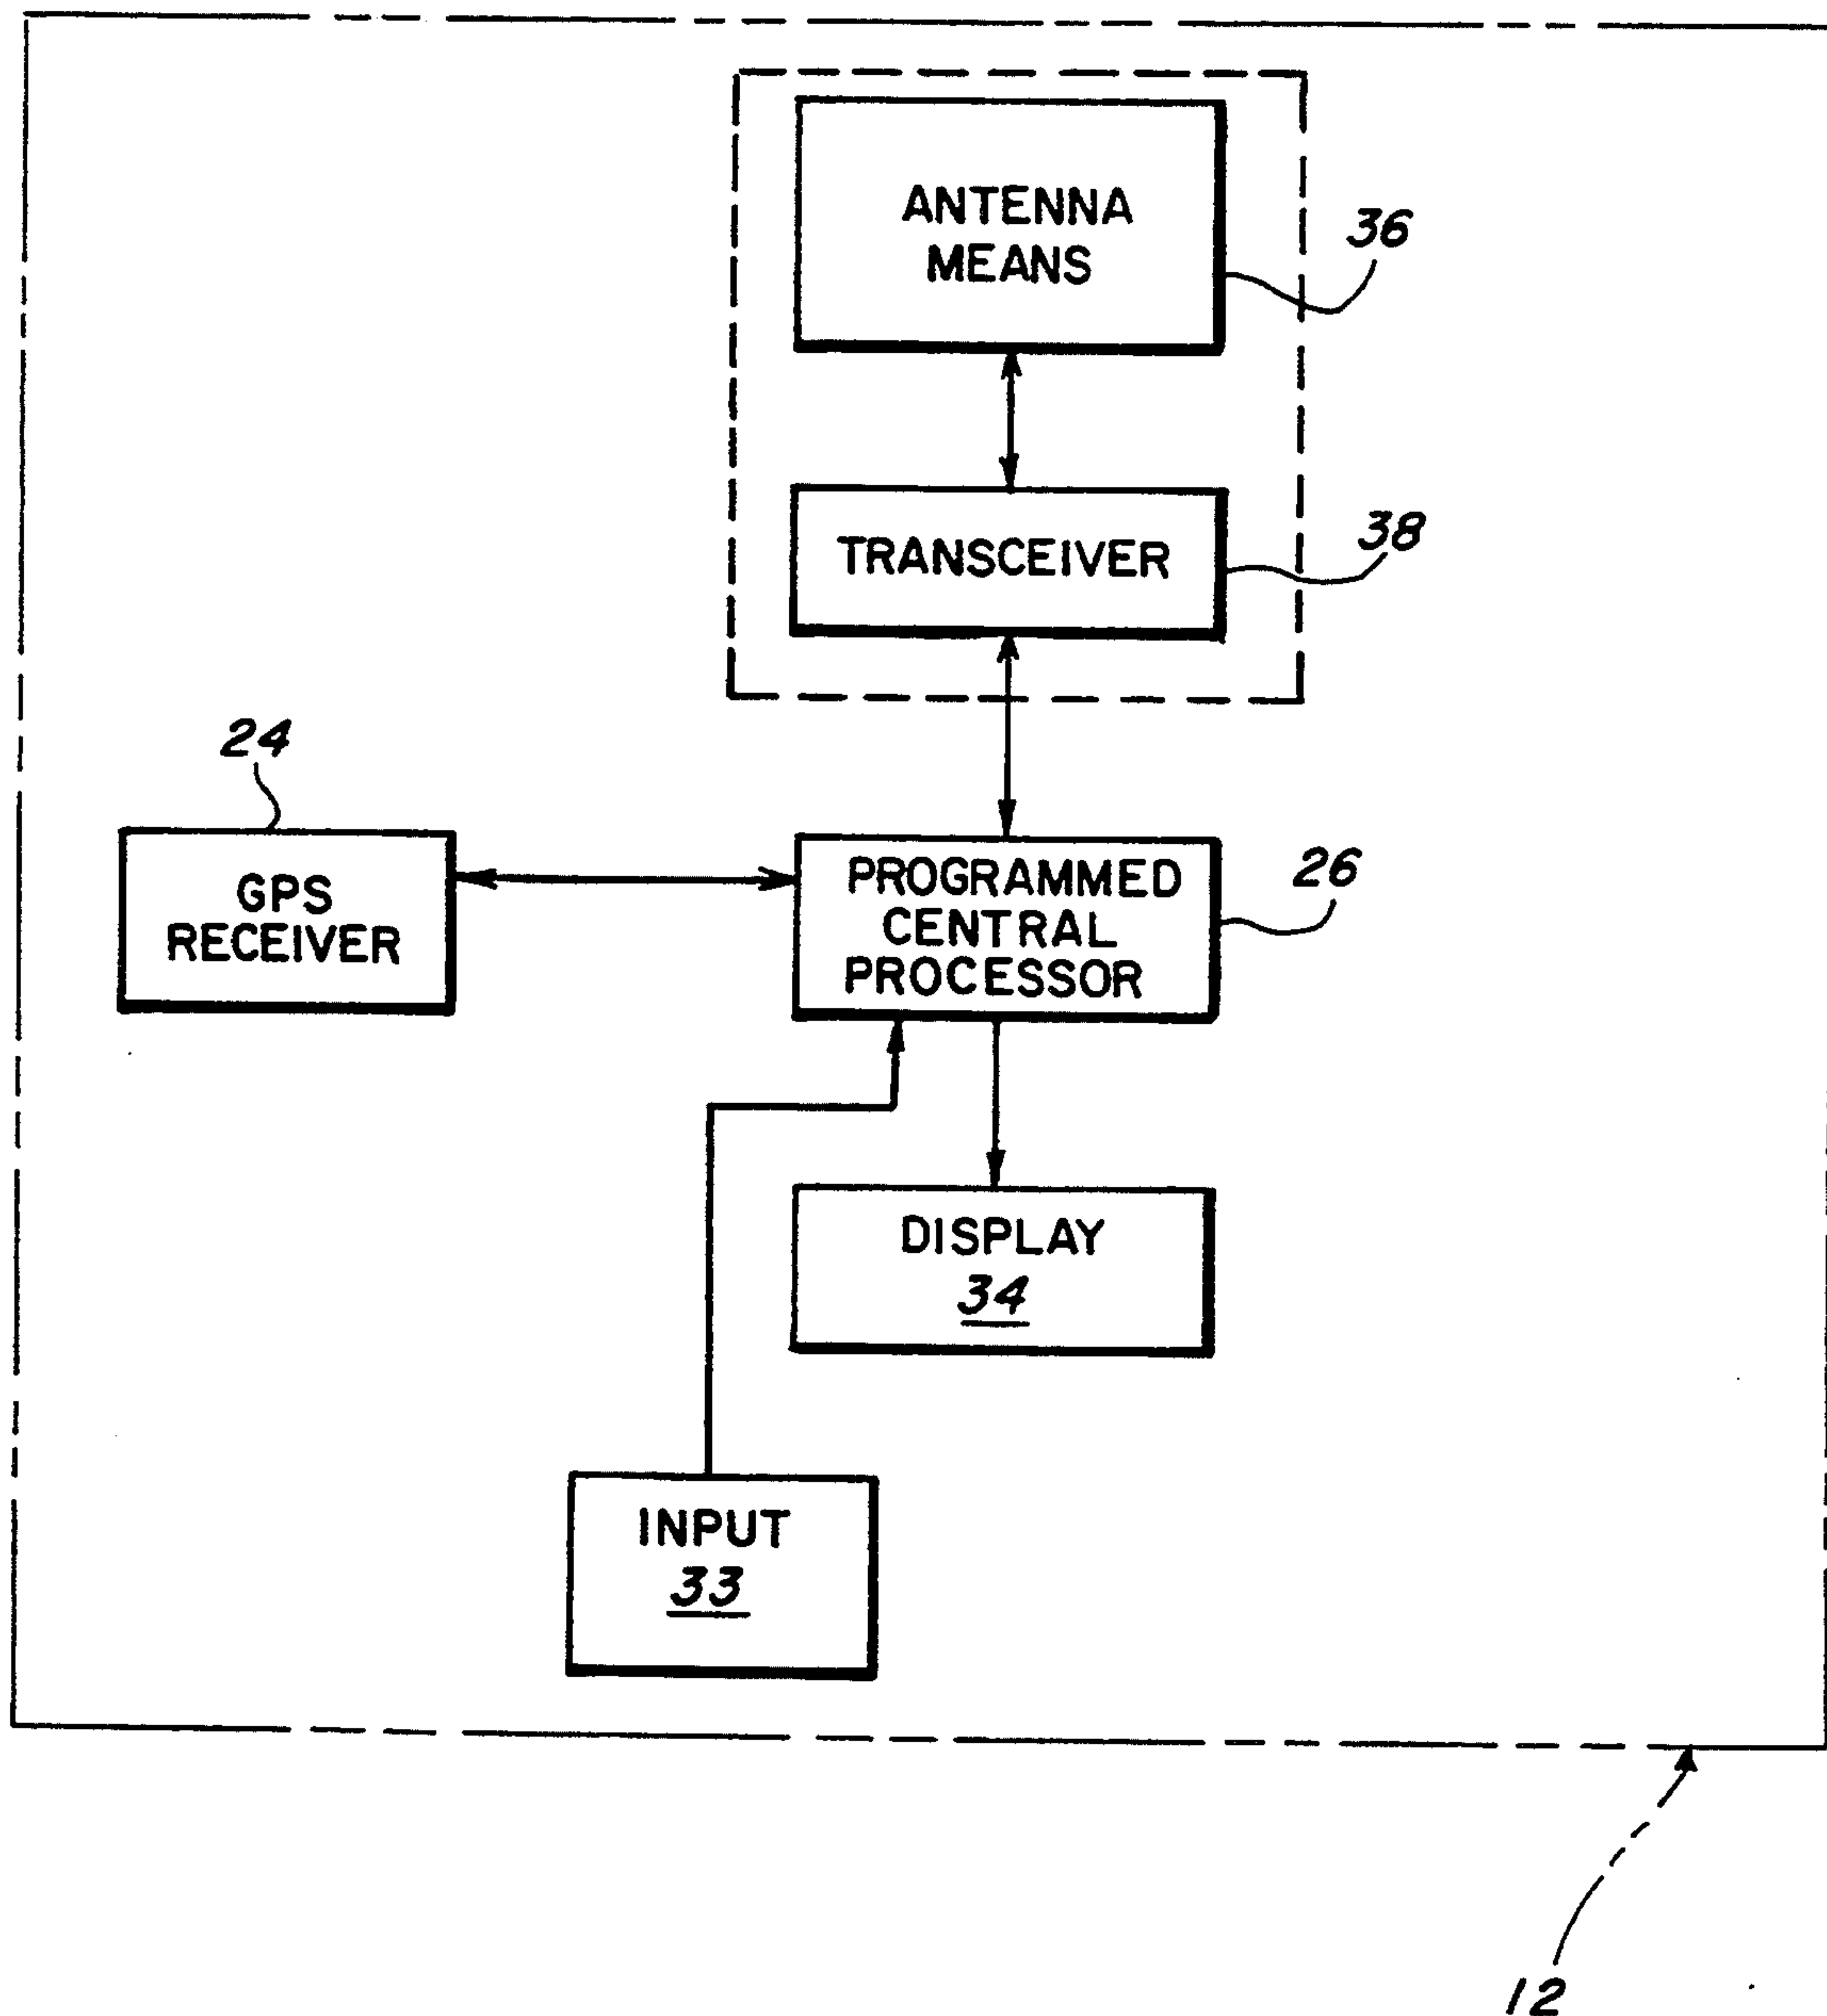 ANTENNA
MEANS
36
TRANSCEIVER
38
24
GPS
RECEIVER
PROGRAMMED
CENTRAL
PROCESSOR
26
DISPLAY
34
INPUT
33
12